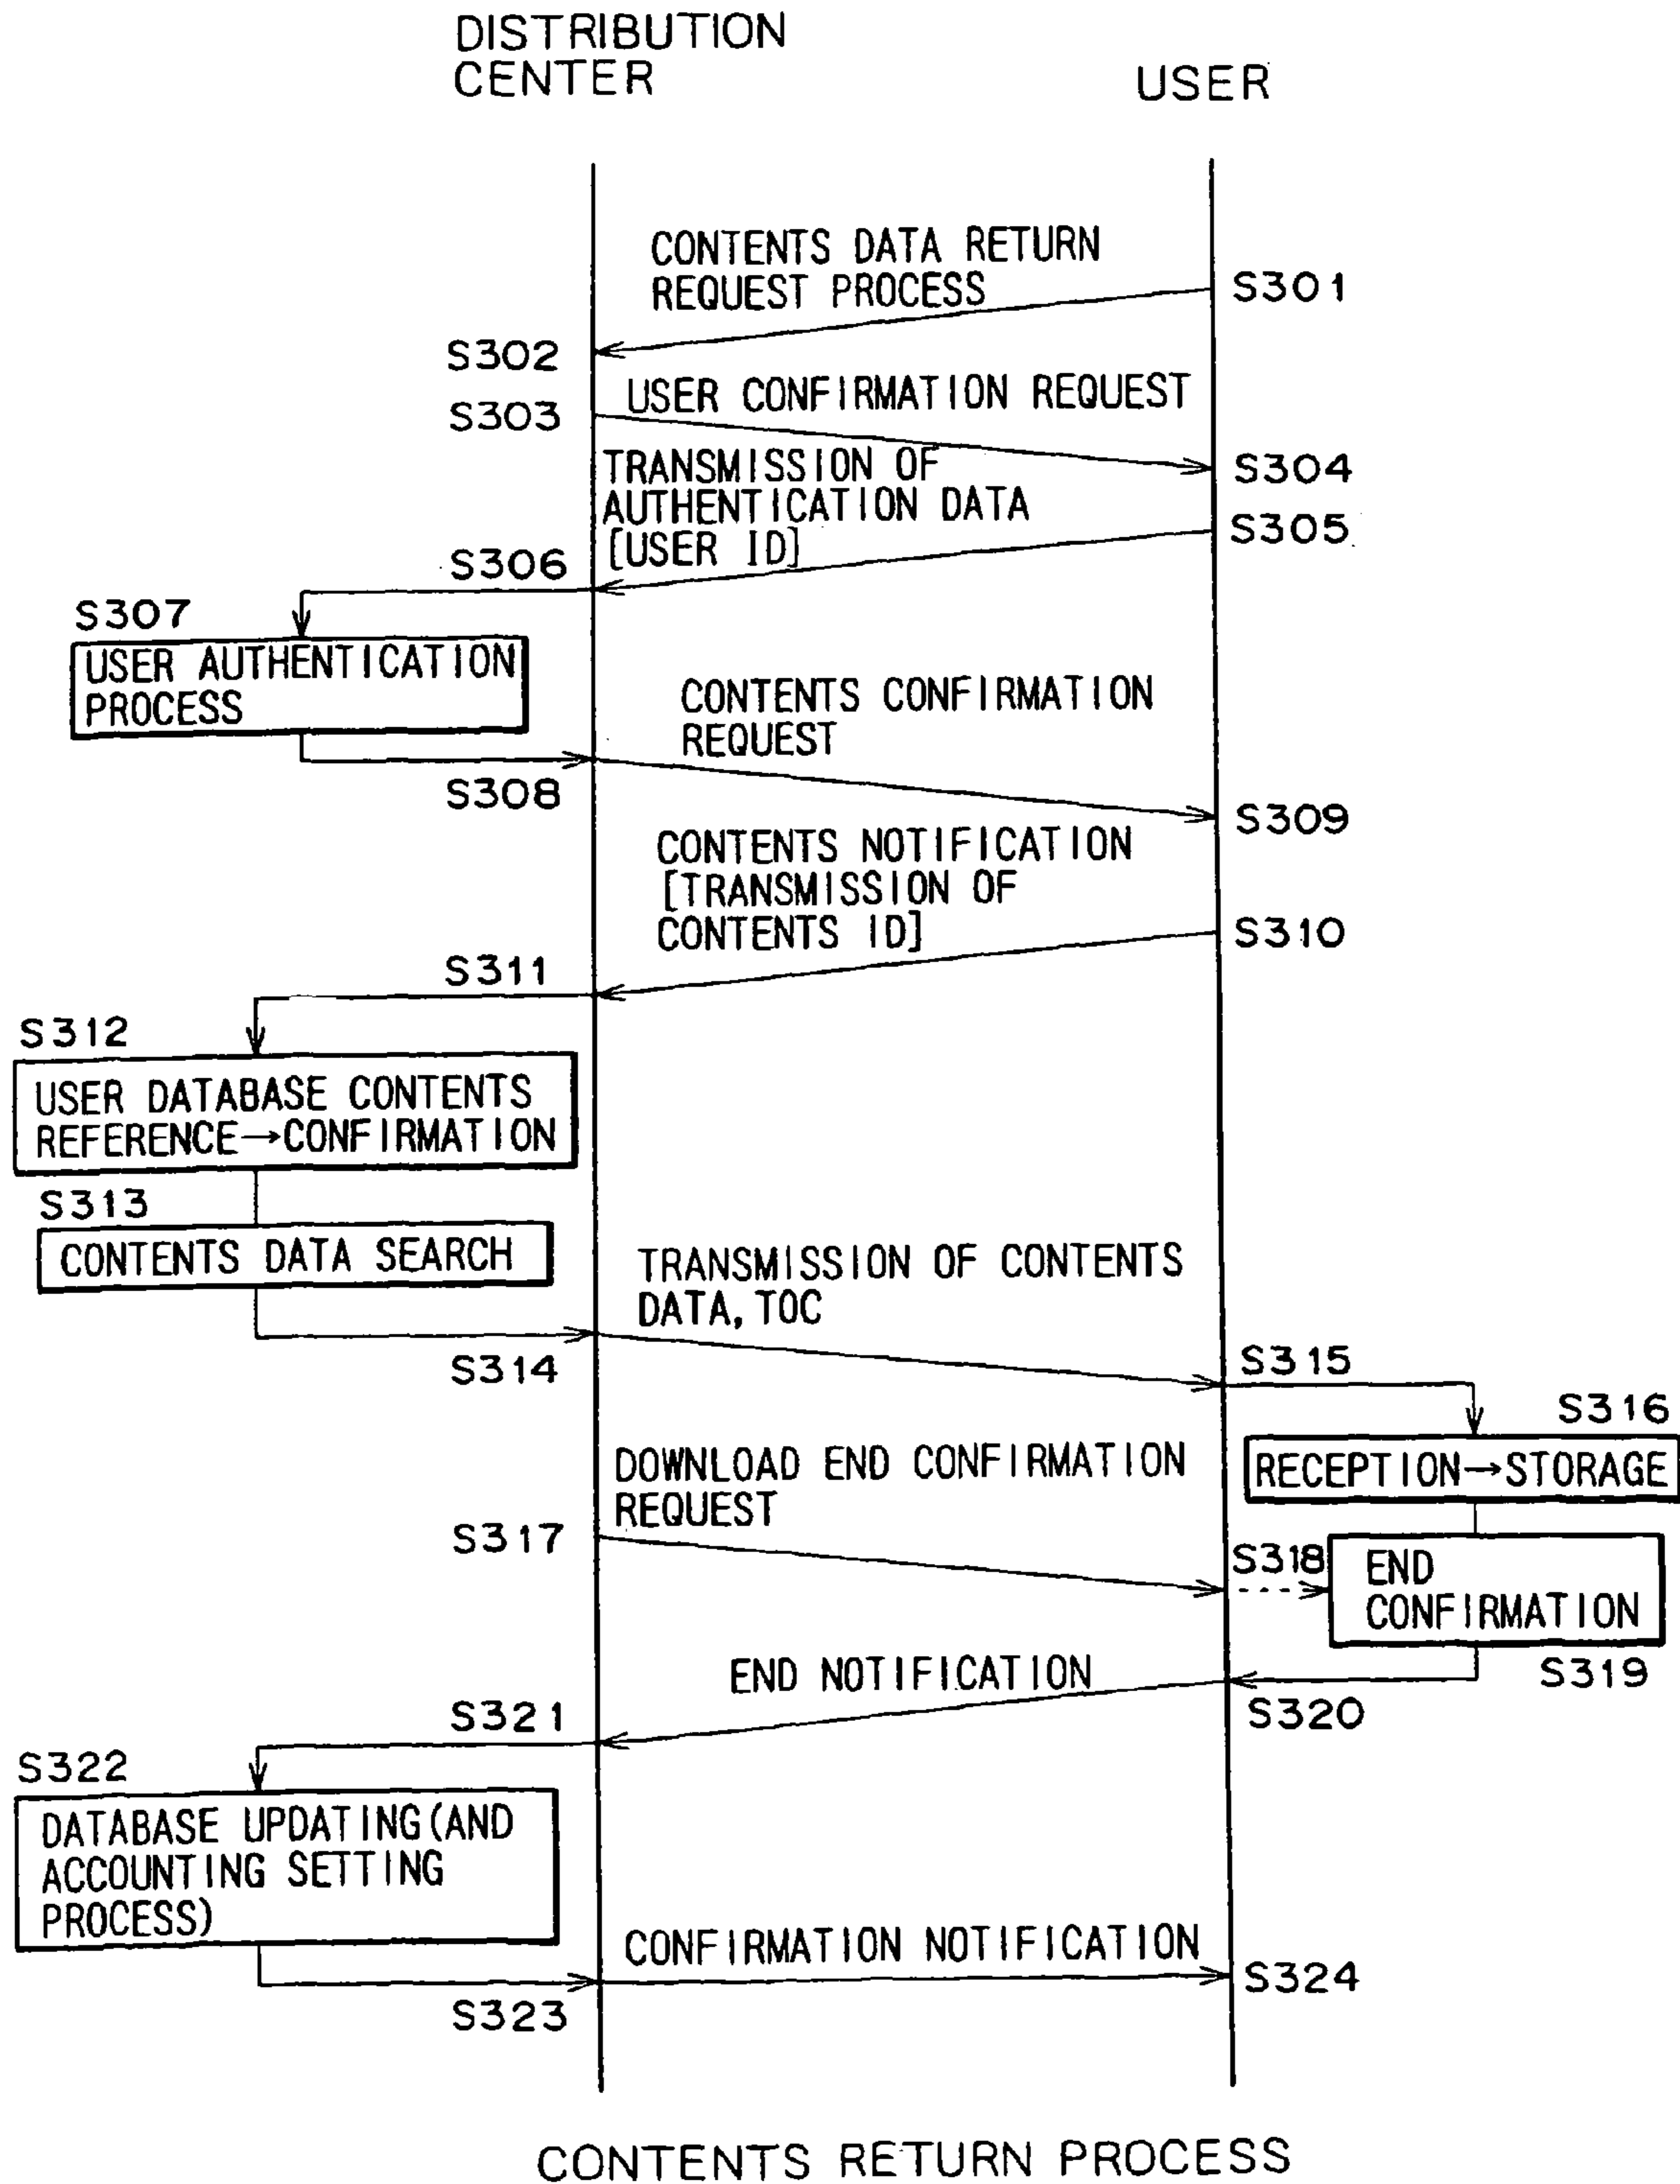 DISTRIBUTION
CENTER
USER
CONTENTS DATA RETURN
REQUEST PROCESS
S301
S302
USER CONFIRMATION REQUEST
S303
S304
TRANSMISSION OF
AUTHENTICATION DATA
[USER ID]
S305
S306
S307
USER AUTHENTICATION
PROCESS
CONTENTS CONFIRMATION
REQUEST
S308
S309
CONTENTS NOTIFICATION
[TRANSMISSION OF
CONTENTS ID]
S310
S311
S312
USER DATABASE CONTENTS
REFERENCE→CONFIRMATION
S313
CONTENTS DATA SEARCH
TRANSMISSION OF CONTENTS
DATA, TOC
S314
S315
S316
RECEPTION→STORAGE
DOWNLOAD END CONFIRMATION
REQUEST
S317
S318
END
CONFIRMATION
S319
END NOTIFICATION
S320
S321
S322
DATABASE UPDATING(AND
ACCOUNTING SETTING
PROCESS)
CONFIRMATION NOTIFICATION
S323
S324
CONTENTS RETURN PROCESS